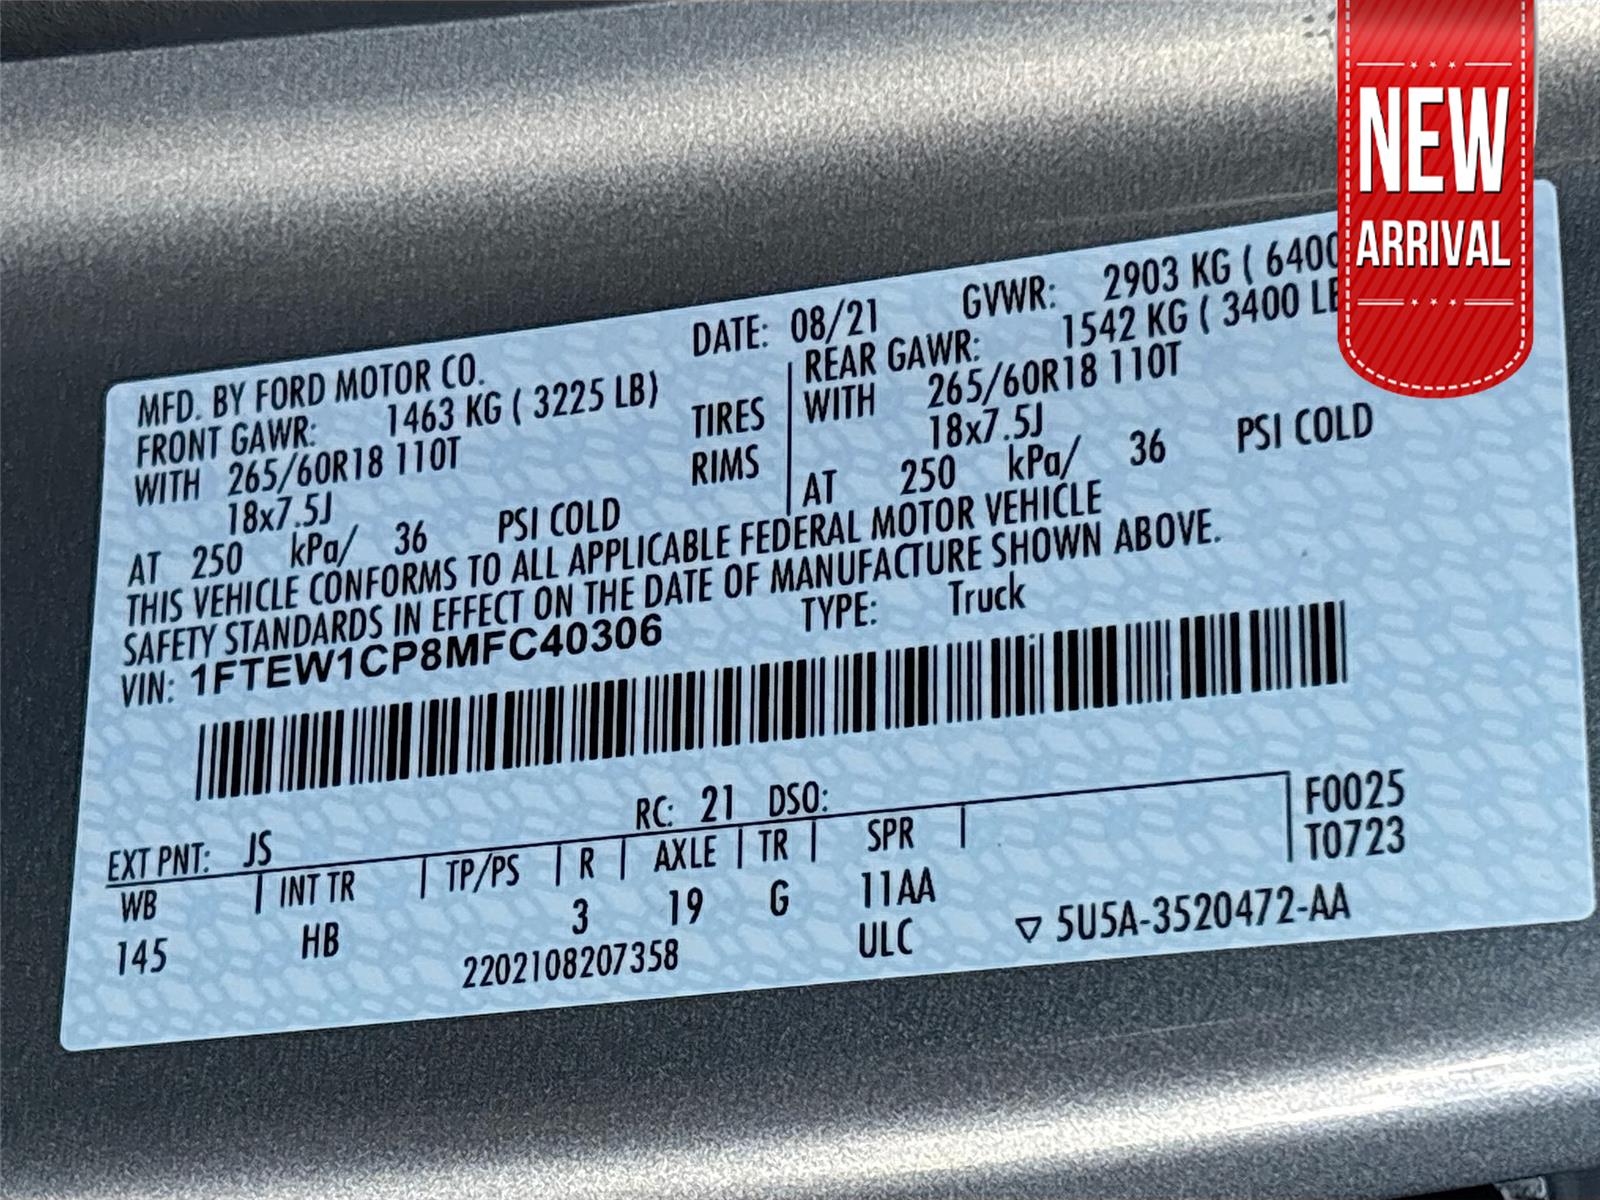 NEW
ARRIVAL
MFD. BY FORD MOTOR CO. DATE: 08/21 GVWR: 2903 KG ( 6400
FRONT GAWR: 1463 KG ( 3225 LB) REAR GAWR: 1542 KG ( 3400
WITH 265/60R18 110T TIRES WITH 265/60R18 110T
18x7.5J RIMS 18x7.5J
AT 250 kPa/ 36 PSI COLD AT 250 kPa/ 36 PSI COLD
THIS VEHICLE CONFORMS TO ALL APPLICABLE FEDERAL MOTOR VEHICLE
SAFETY STANDARDS IN EFFECT ON THE DATE OF MANUFACTURE SHOWN ABOVE.
VIN: 1FTEW1CP8MFC40306 TYPE: Truck
EXT PNT: JS RC: 21 DSO: F0025
WB INT TR TP/PS R AXLE TR SPR T0723
145 HB 3 19 G 11AA
2202108207358 ULC ▽ 5U5A-3520472-AA